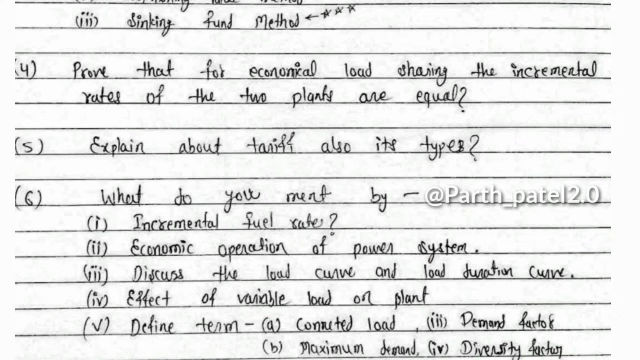 (iii) Sinking fund Method ← ***
(4) Prove that for economical load sharing the incremental
rates of the two plants are equal?
(5) Explain about tariff also its types?
(6) What do you ment by - @Parth_patel2.0
(i) Incremental fuel rates?
(ii) Economic operation of power system.
(iii) Discuss the load curve and load duration curve.
(iv) Effect of variable load on plant
(v) Define term - (a) Connected load, (iii) Demand factor
(b) Maximum demand, (iv) Diversity factor